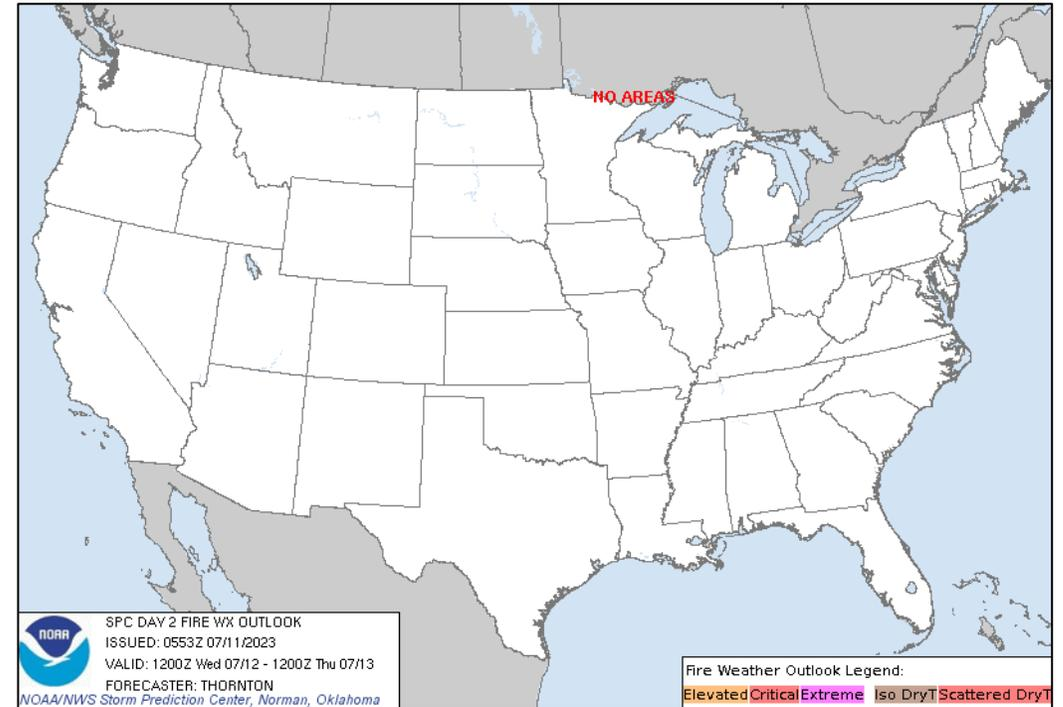 NO AREAS
NOAA
SPC DAY 2 FIRE WX OUTLOOK
ISSUED: 0553Z 07/11/2023
VALID: 1200Z Wed 07/12 - 1200Z Thu 07/13
FORECASTER: THORNTON
NOAA/NWS Storm Prediction Center, Norman, Oklahoma
Fire Weather Outlook Legend:
Elevated Critical Extreme Iso DryT Scattered DryT